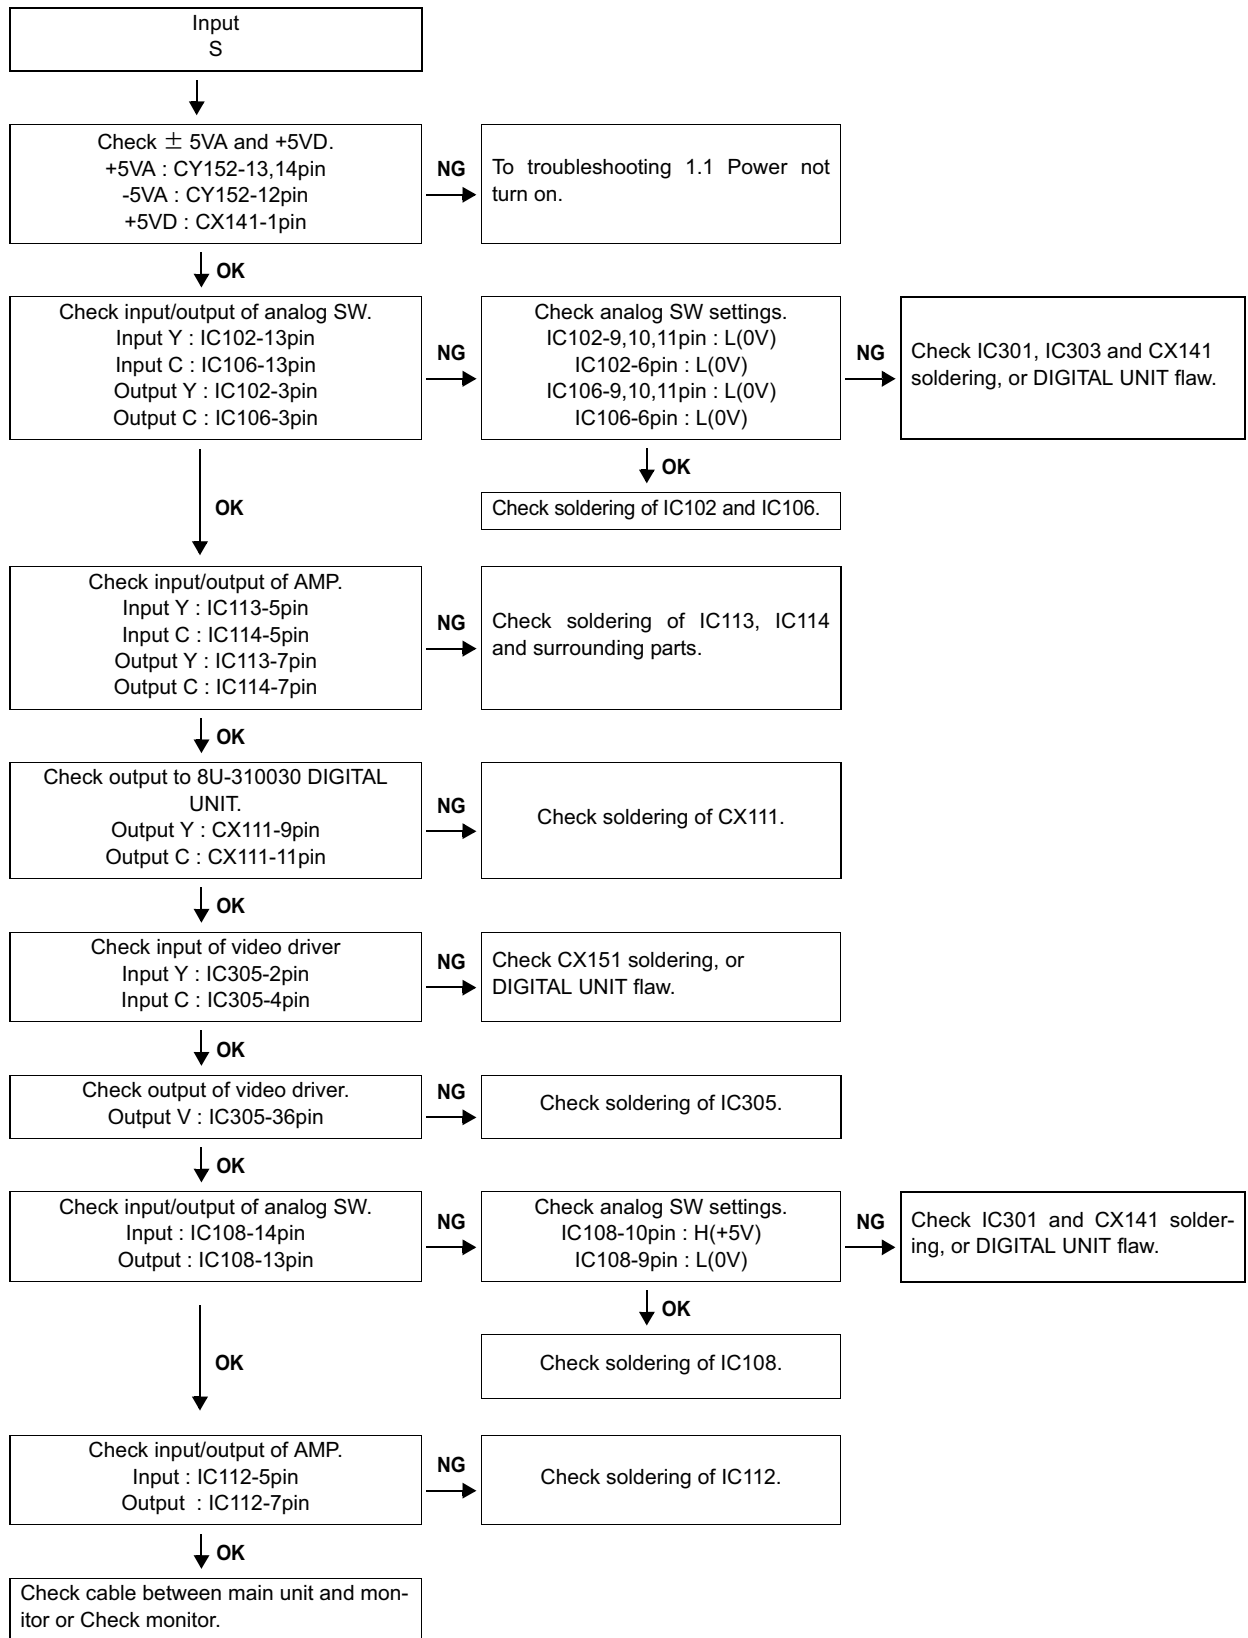 Input
S
Check ± 5VA and +5VD.
+5VA : CY152-13,14pin
-5VA : CY152-12pin
+5VD : CX141-1pin
NG
To troubleshooting 1.1 Power not
turn on.
OK
Check input/output of analog SW.
Input Y : IC102-13pin
Input C : IC106-13pin
Output Y : IC102-3pin
Output C : IC106-3pin
NG
Check analog SW settings.
IC102-9,10,11pin : L(0V)
IC102-6pin : L(0V)
IC106-9,10,11pin : L(0V)
IC106-6pin : L(0V)
NG
Check IC301, IC303 and CX141
soldering, or DIGITAL UNIT flaw.
OK
Check soldering of IC102 and IC106.
OK
Check input/output of AMP.
Input Y : IC113-5pin
Input C : IC114-5pin
Output Y : IC113-7pin
Output C : IC114-7pin
NG
Check soldering of IC113, IC114
and surrounding parts.
OK
Check output to 8U-310030 DIGITAL
UNIT.
Output Y : CX111-9pin
Output C : CX111-11pin
NG
Check soldering of CX111.
OK
Check input of video driver
Input Y : IC305-2pin
Input C : IC305-4pin
NG
Check CX151 soldering, or
DIGITAL UNIT flaw.
OK
Check output of video driver.
Output V : IC305-36pin
NG
Check soldering of IC305.
OK
Check input/output of analog SW.
Input : IC108-14pin
Output : IC108-13pin
NG
Check analog SW settings.
IC108-10pin : H(+5V)
IC108-9pin : L(0V)
NG
Check IC301 and CX141 solder-
ing, or DIGITAL UNIT flaw.
OK
Check soldering of IC108.
OK
Check input/output of AMP.
Input : IC112-5pin
Output  : IC112-7pin
NG
Check soldering of IC112.
OK
Check cable between main unit and mon-
itor or Check monitor.